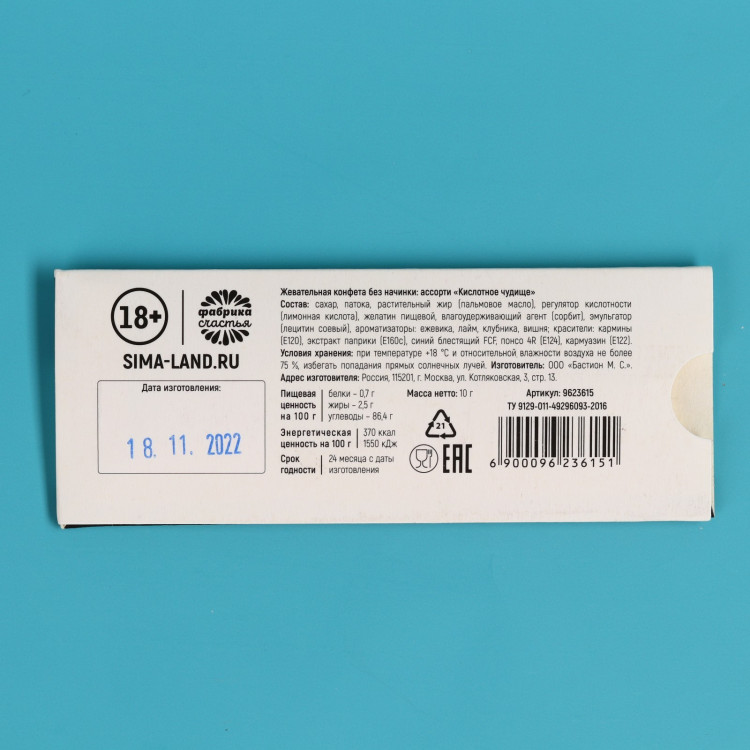 18+
фабрика
счастья
SIMA-LAND.RU
Дата изготовления:
18. 11. 2022
Жевательная конфета без начинки: ассорти «Кислотное чудище»
Состав: сахар, патока, растительный жир (пальмовое масло), регулятор кислотности
(лимонная кислота), желатин пищевой, влагоудерживающий агент (сорбит), эмульгатор
(лецитин соевый), ароматизаторы: ежевика, лайм, клубника, вишня; красители: кармины
(Е120), экстракт паприки (Е160с), синий блестящий FCF, понсо 4R (Е124), кармуазин (Е122).
Условия хранения: при температуре +18 °С и относительной влажности воздуха не более
75 %, избегать попадания прямых солнечных лучей. Изготовитель: ООО «Бастион М. С.».
Адрес изготовителя: Россия, 115201, г. Москва, ул. Котляковская, 3, стр. 13.
Пищевая ценность на 100 г
белки – 0,7 г
жиры – 2,5 г
углеводы – 86,4 г
Энергетическая ценность на 100 г
370 ккал
1550 кДж
Срок годности
24 месяца с даты
изготовления
Масса нетто: 10 г
21
EAC
Артикул: 9623615
ТУ 9129-011-49296093-2016
6 900096 236151